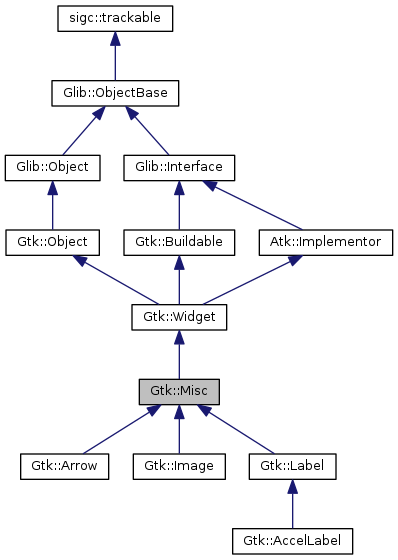 sigc::trackable
Glib::ObjectBase
Glib::Object
Glib::Interface
Gtk::Object
Gtk::Buildable
Atk::Implementor
Gtk::Widget
Gtk::Misc
Gtk::Arrow
Gtk::Image
Gtk::Label
Gtk::AccelLabel